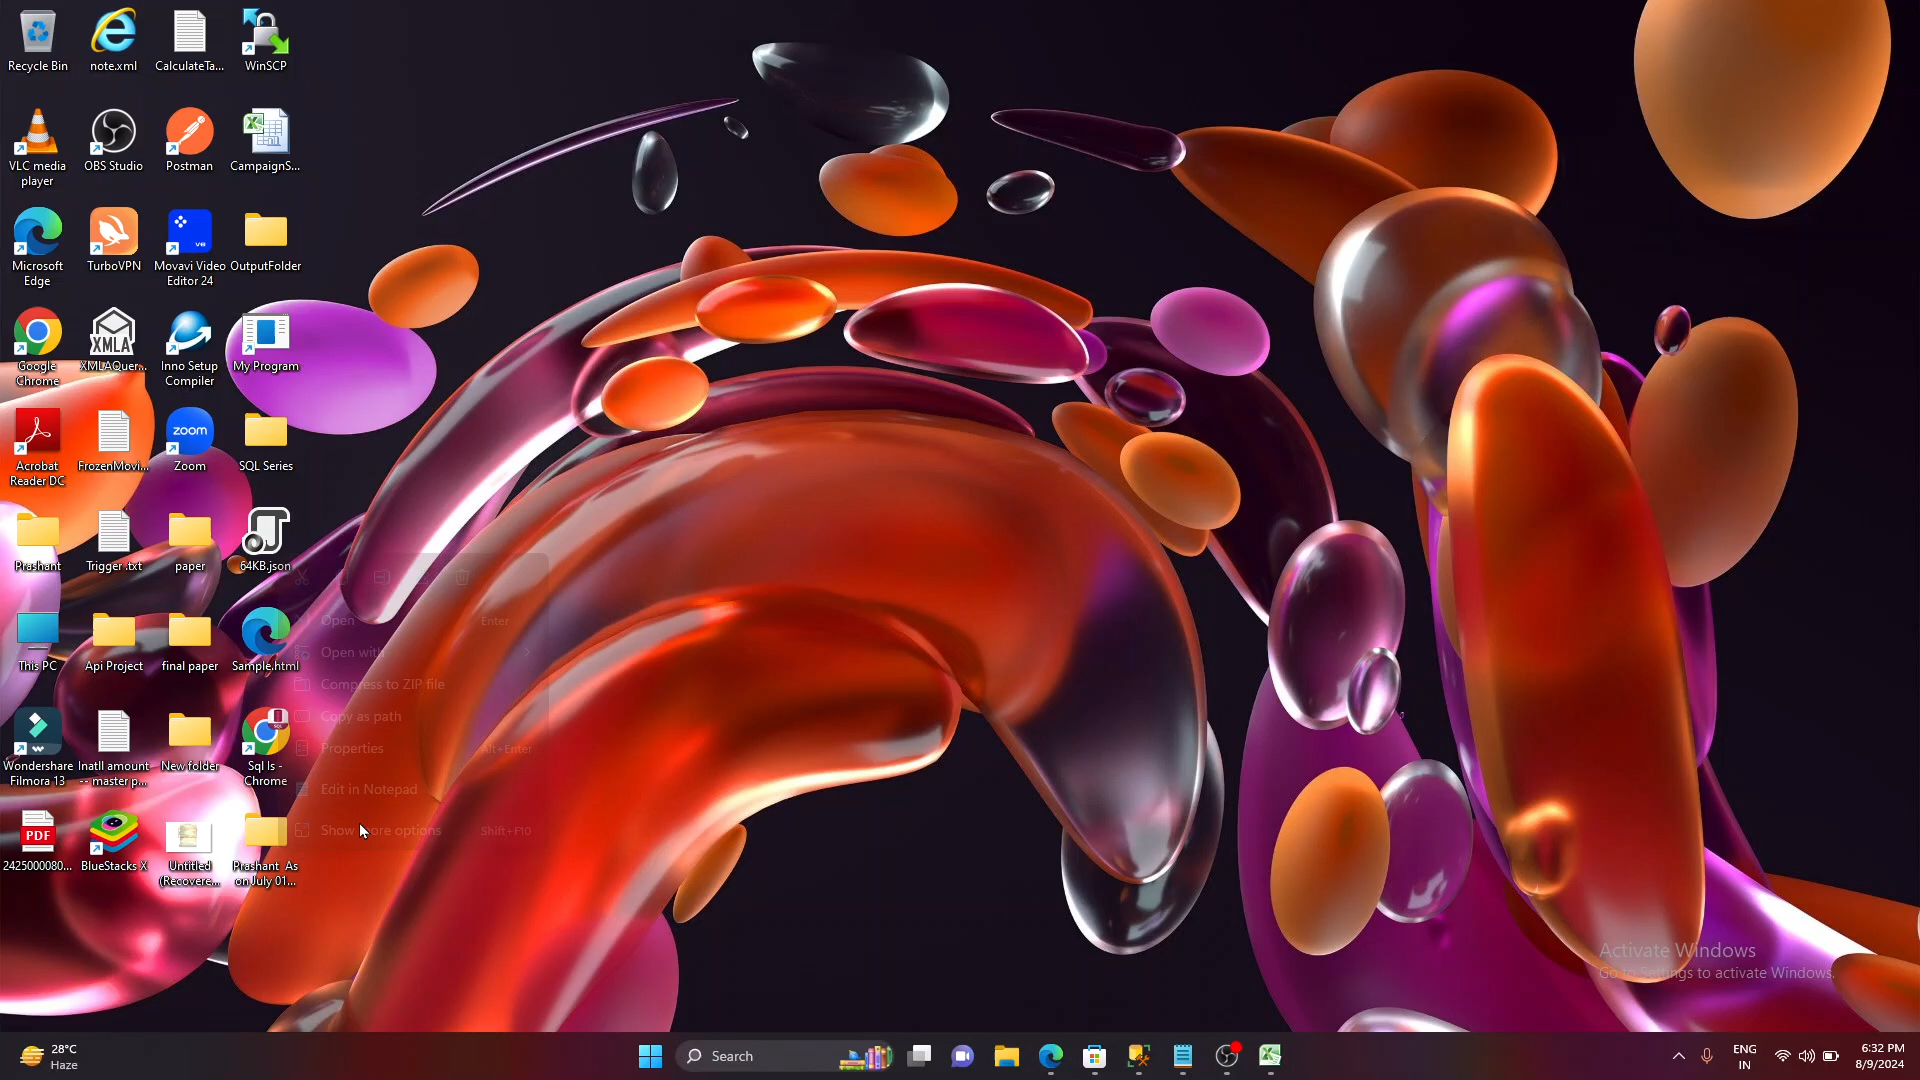 Recycle Bin
note.xml
CalculateTa...
WinSCP
VLC media
player
OBS Studio
Postman
CampaignS...
Microsoft
Edge
TurboVPN
Movavi Video
Editor 24
OutputFolder
Google
Chrome
XMLAQuer...
XMLA
Inno Setup
Compiler
My Program
Acrobat
Reader DC
FrozenMovi...
zoom
Zoom
SQL Series
Prashant
Trigger .txt
paper
64KB.json
This PC
Api Project
final paper
Sample.html
Wondershare
Filmora 13
Inatll amount
-- master p...
New folder
Sql ls -
Chrome
PDF
2425000080...
BlueStacks X
Untitled
(Recovere...
Prashant As
on July 01...
Open Enter
Open with
Compress to ZIP file
Copy as path
Properties Alt+Enter
Edit in Notepad
Show more options Shift+F10
Activate Windows
Go to Settings to activate Windows.
28°C
Haze
Search
ENG
IN
6:32 PM
8/9/2024